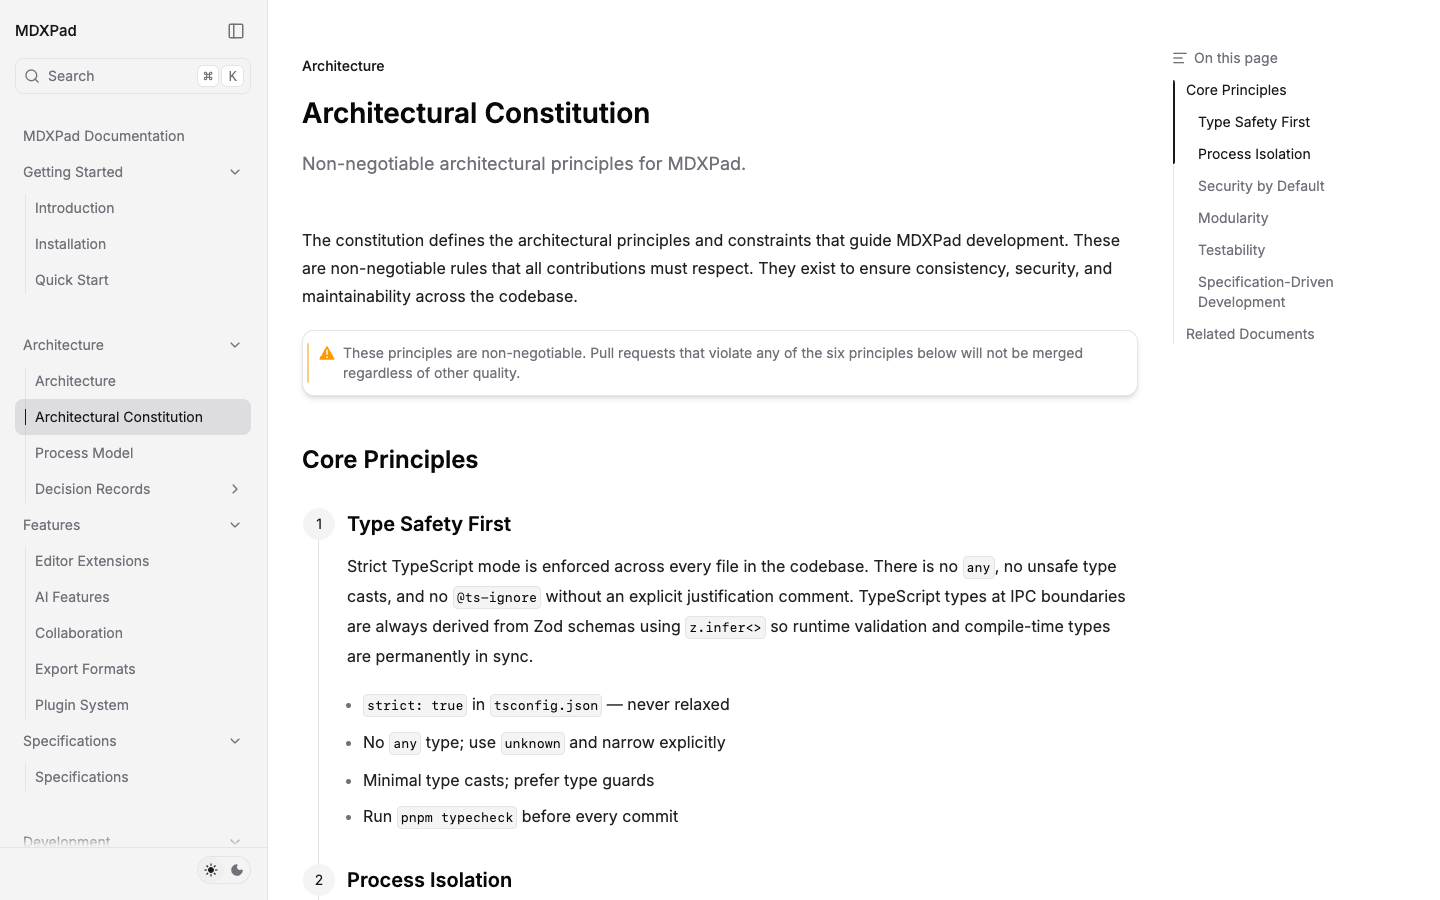 MDXPad
Search
⌘ K
MDXPad Documentation
Getting Started
Introduction
Installation
Quick Start
Architecture
Architecture
Architectural Constitution
Process Model
Decision Records
Features
Editor Extensions
AI Features
Collaboration
Export Formats
Plugin System
Specifications
Specifications
Development
Architecture
Architectural Constitution
Non-negotiable architectural principles for MDXPad.
The constitution defines the architectural principles and constraints that guide MDXPad development. These
are non-negotiable rules that all contributions must respect. They exist to ensure consistency, security, and
maintainability across the codebase.
These principles are non-negotiable. Pull requests that violate any of the six principles below will not be merged
regardless of other quality.
Core Principles
1 Type Safety First
Strict TypeScript mode is enforced across every file in the codebase. There is no any, no unsafe type
casts, and no @ts-ignore without an explicit justification comment. TypeScript types at IPC boundaries
are always derived from Zod schemas using z.infer<> so runtime validation and compile-time types
are permanently in sync.
• strict: true in tsconfig.json — never relaxed
• No any type; use unknown and narrow explicitly
• Minimal type casts; prefer type guards
• Run pnpm typecheck before every commit
2 Process Isolation
On this page
Core Principles
Type Safety First
Process Isolation
Security by Default
Modularity
Testability
Specification-Driven
Development
Related Documents